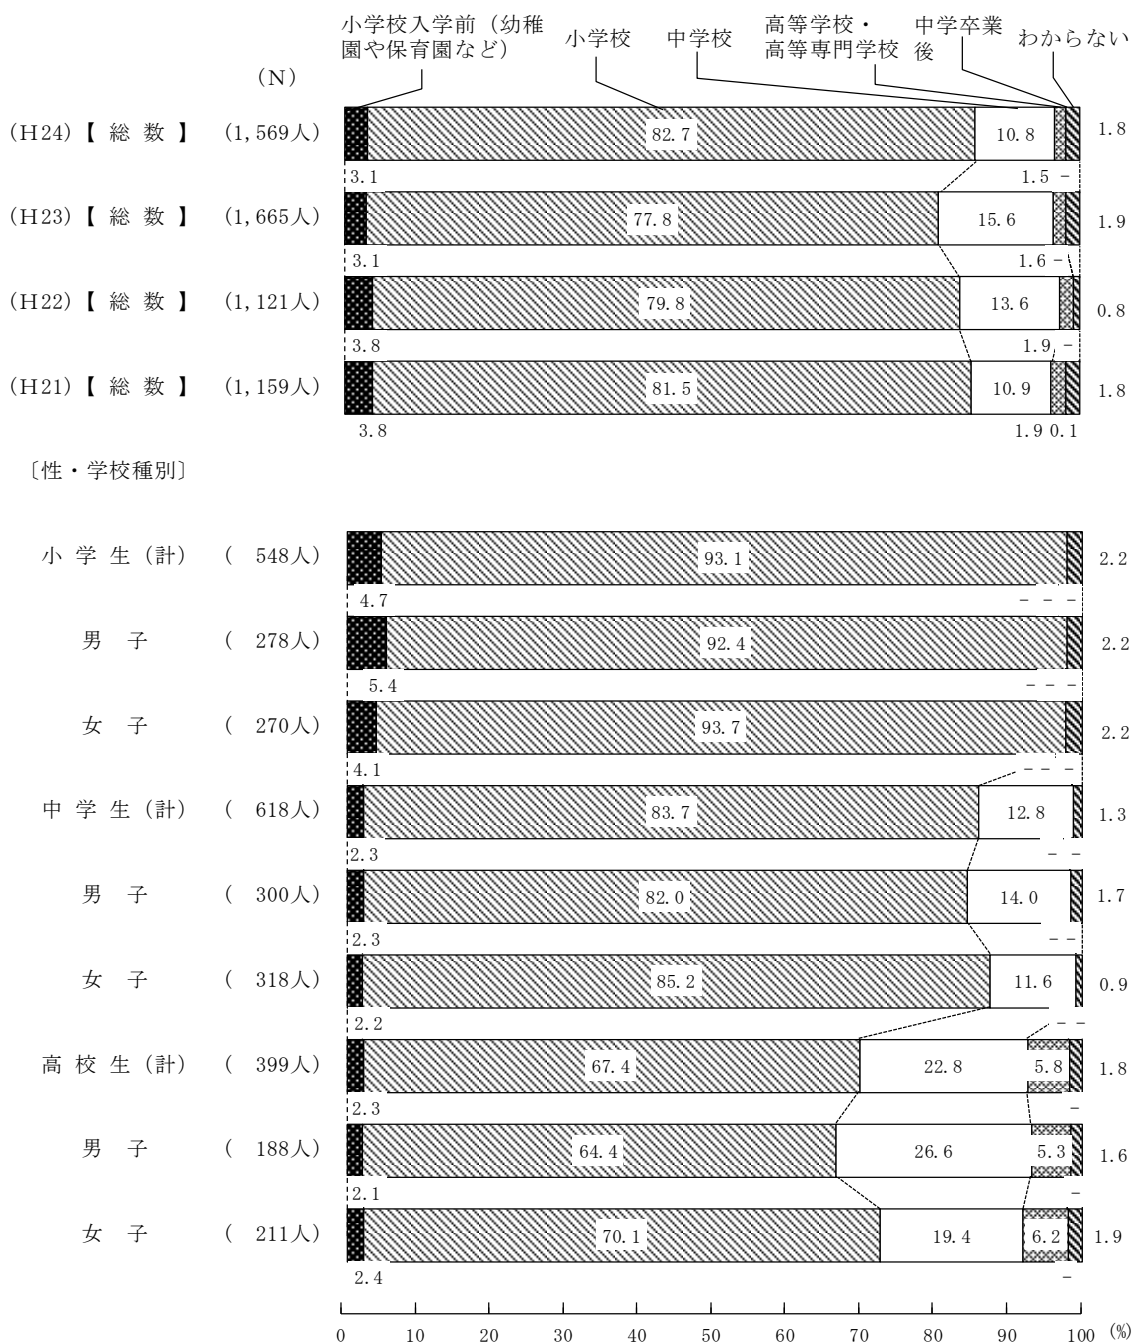 小学校入学前（幼稚
園や保育園など）
小学校
中学校
高等学校・
高等専門学校
中学卒業
後
わからない
(N)
(H24)【 総 数 】 (1,569人) 82.7 10.8 1.8
3.1 1.5 －
(H23)【 総 数 】 (1,665人) 77.8 15.6 1.9
3.1 1.6 －
(H22)【 総 数 】 (1,121人) 79.8 13.6 0.8
3.8 1.9 －
(H21)【 総 数 】 (1,159人) 81.5 10.9 1.8
3.8 1.9 0.1
〔性・学校種別〕
小 学 生（計） ( 548人) 93.1 2.2
4.7 － － －
男 子 ( 278人) 92.4 2.2
5.4 － － －
女 子 ( 270人) 93.7 2.2
4.1 － － －
中 学 生（計） ( 618人) 83.7 12.8 1.3
2.3 － －
男 子 ( 300人) 82.0 14.0 1.7
2.3 － －
女 子 ( 318人) 85.2 11.6 0.9
2.2 － －
高 校 生（計） ( 399人) 67.4 22.8 5.8 1.8
2.3 －
男 子 ( 188人) 64.4 26.6 5.3 1.6
2.1 －
女 子 ( 211人) 70.1 19.4 6.2 1.9
2.4 －
0 10 20 30 40 50 60 70 80 90 100 (%)